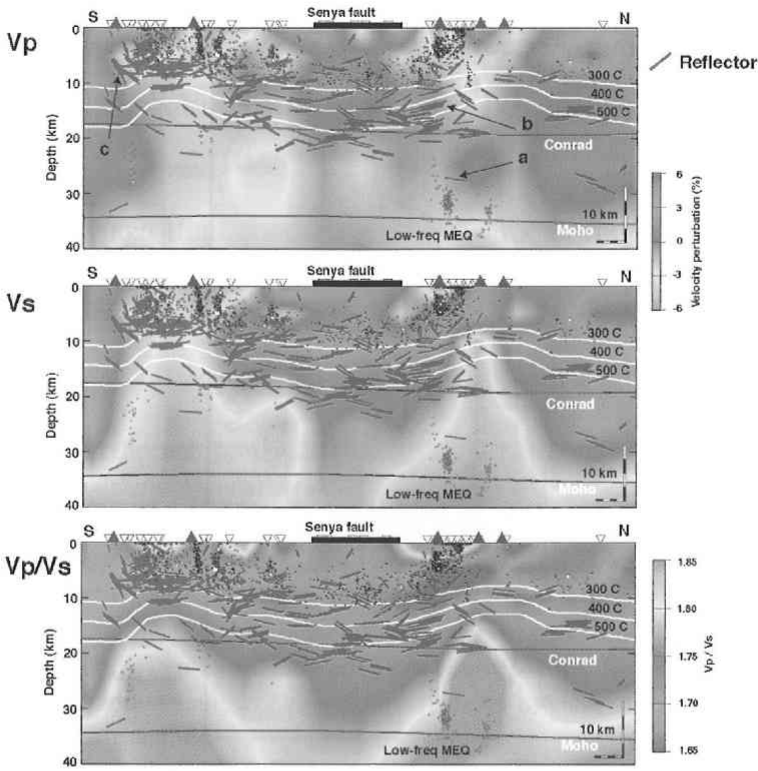 S Senya fault N
Vp
0
10
20
30
40
Depth (km)
300 C
400 C
500 C
Conrad
Moho
10 km
Low-freq MEQ
a
b
c
Reflector
6
3
0
-3
-6
Velocity perturbation (%)
S Senya fault N
Vs
0
10
20
30
40
Depth (km)
300 C
400 C
500 C
Conrad
Moho
10 km
Low-freq MEQ
S Senya fault N
Vp/Vs
0
10
20
30
40
Depth (km)
300 C
400 C
500 C
Conrad
Moho
10 km
Low-freq MEQ
1.85
1.80
1.75
1.70
1.65
Vp / Vs